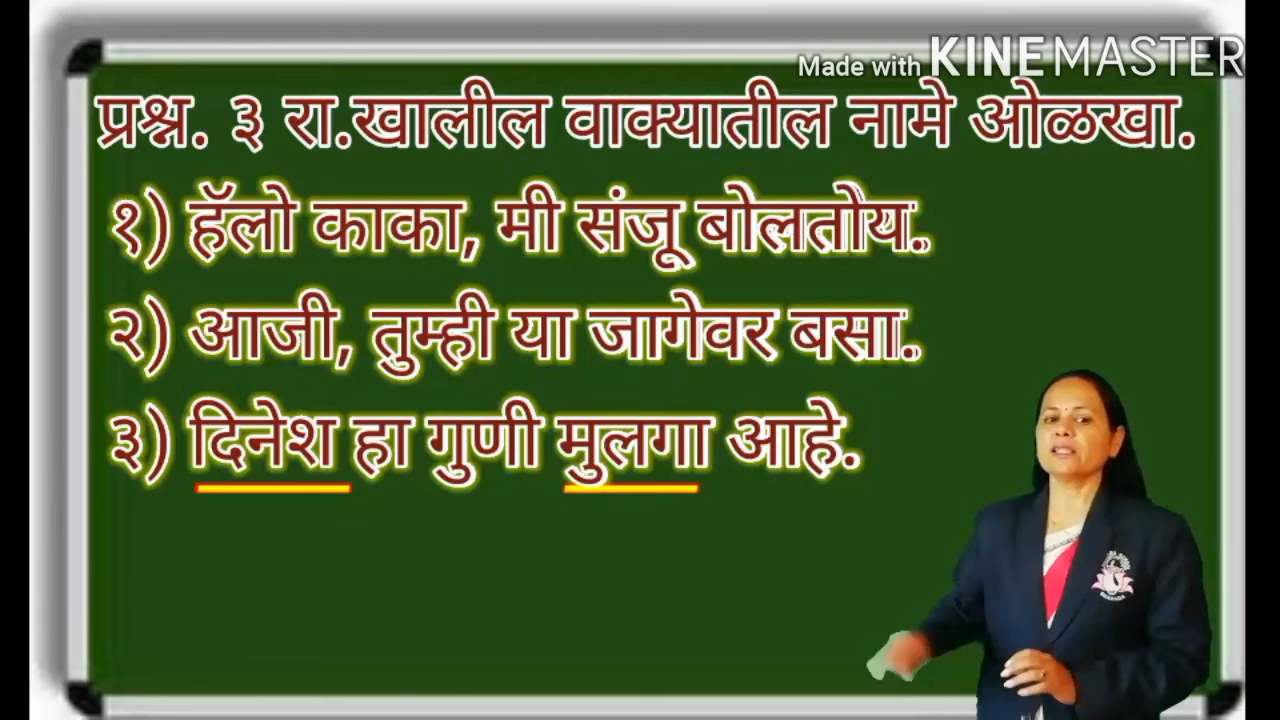 Made with KINEMASTER
प्रश्न. ३ रा.खालील वाक्यातील नामे ओळखा.
१) हॅलो काका, मी संजू बोलतोय.
२) आजी, तुम्ही या जागेवर बसा.
३) दिनेश हा गुणी मुलगा आहे.